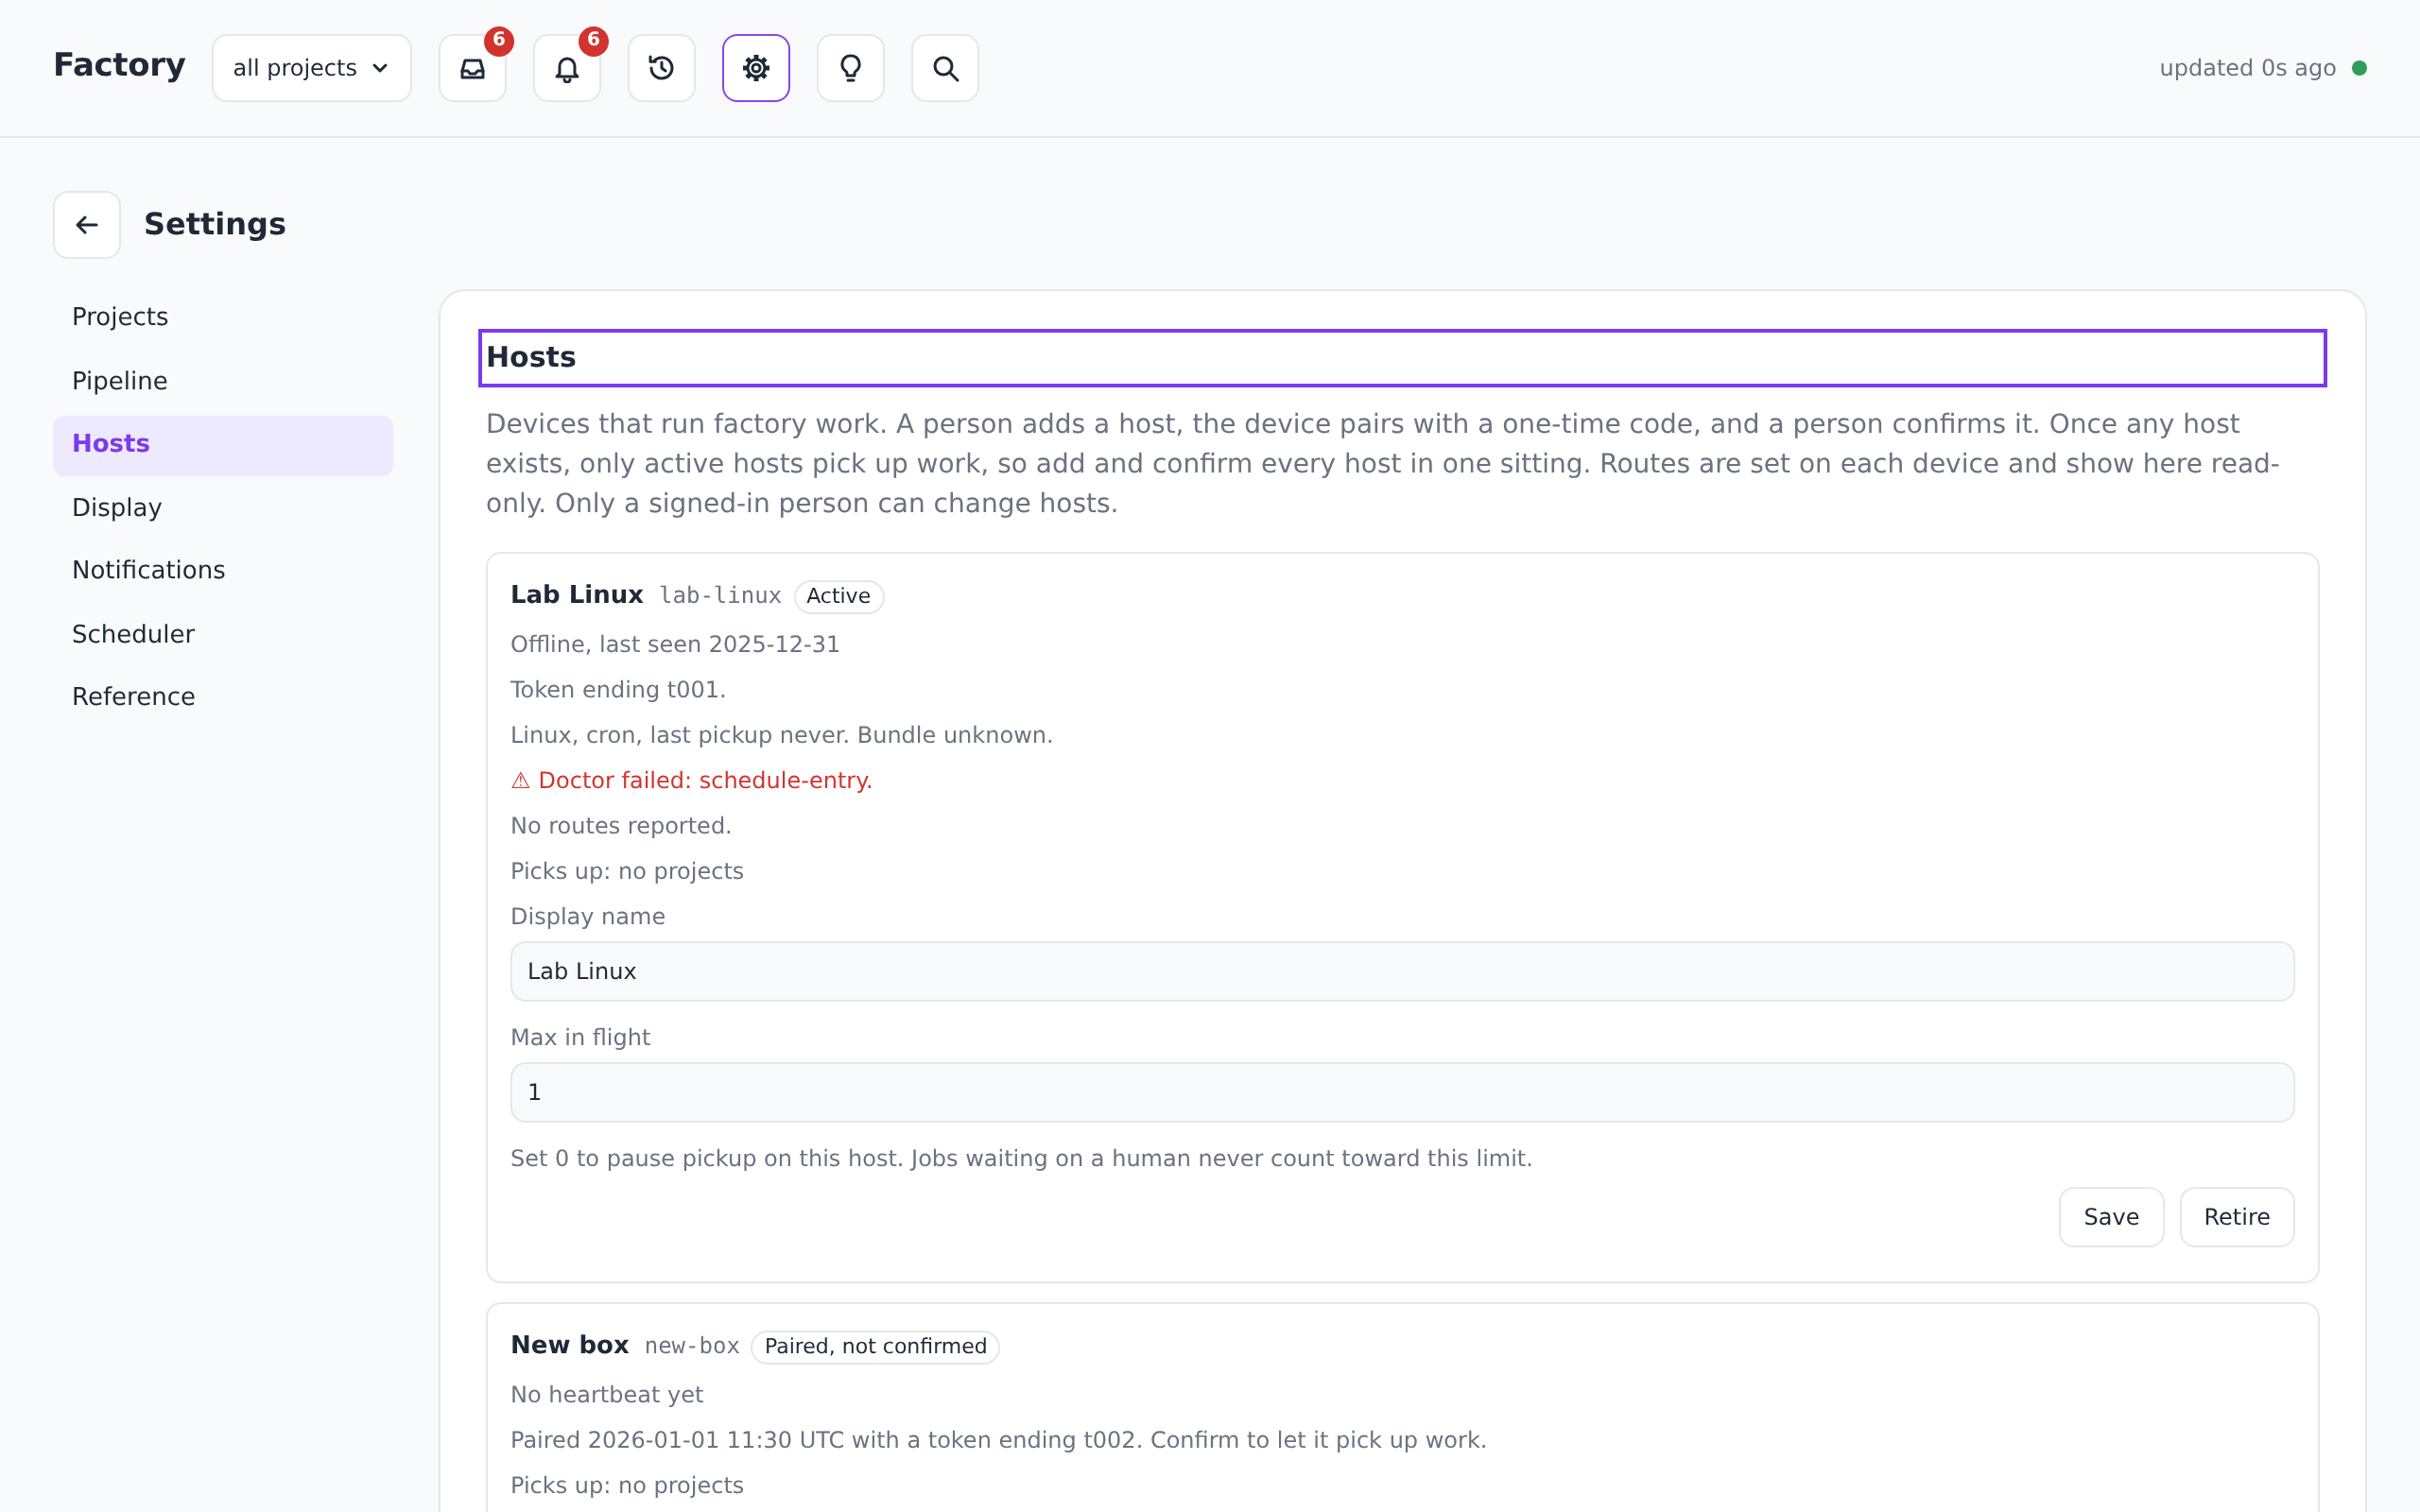 Factory
all projects
6
6
updated 0s ago
Settings
Projects
Pipeline
Hosts
Display
Notifications
Scheduler
Reference
Hosts
Devices that run factory work. A person adds a host, the device pairs with a one-time code, and a person confirms it. Once any host
exists, only active hosts pick up work, so add and confirm every host in one sitting. Routes are set on each device and show here read-
only. Only a signed-in person can change hosts.
Lab Linux lab-linux Active
Offline, last seen 2025-12-31
Token ending t001.
Linux, cron, last pickup never. Bundle unknown.
⚠ Doctor failed: schedule-entry.
No routes reported.
Picks up: no projects
Display name
Lab Linux
Max in flight
1
Set 0 to pause pickup on this host. Jobs waiting on a human never count toward this limit.
Save Retire
New box new-box Paired, not confirmed
No heartbeat yet
Paired 2026-01-01 11:30 UTC with a token ending t002. Confirm to let it pick up work.
Picks up: no projects